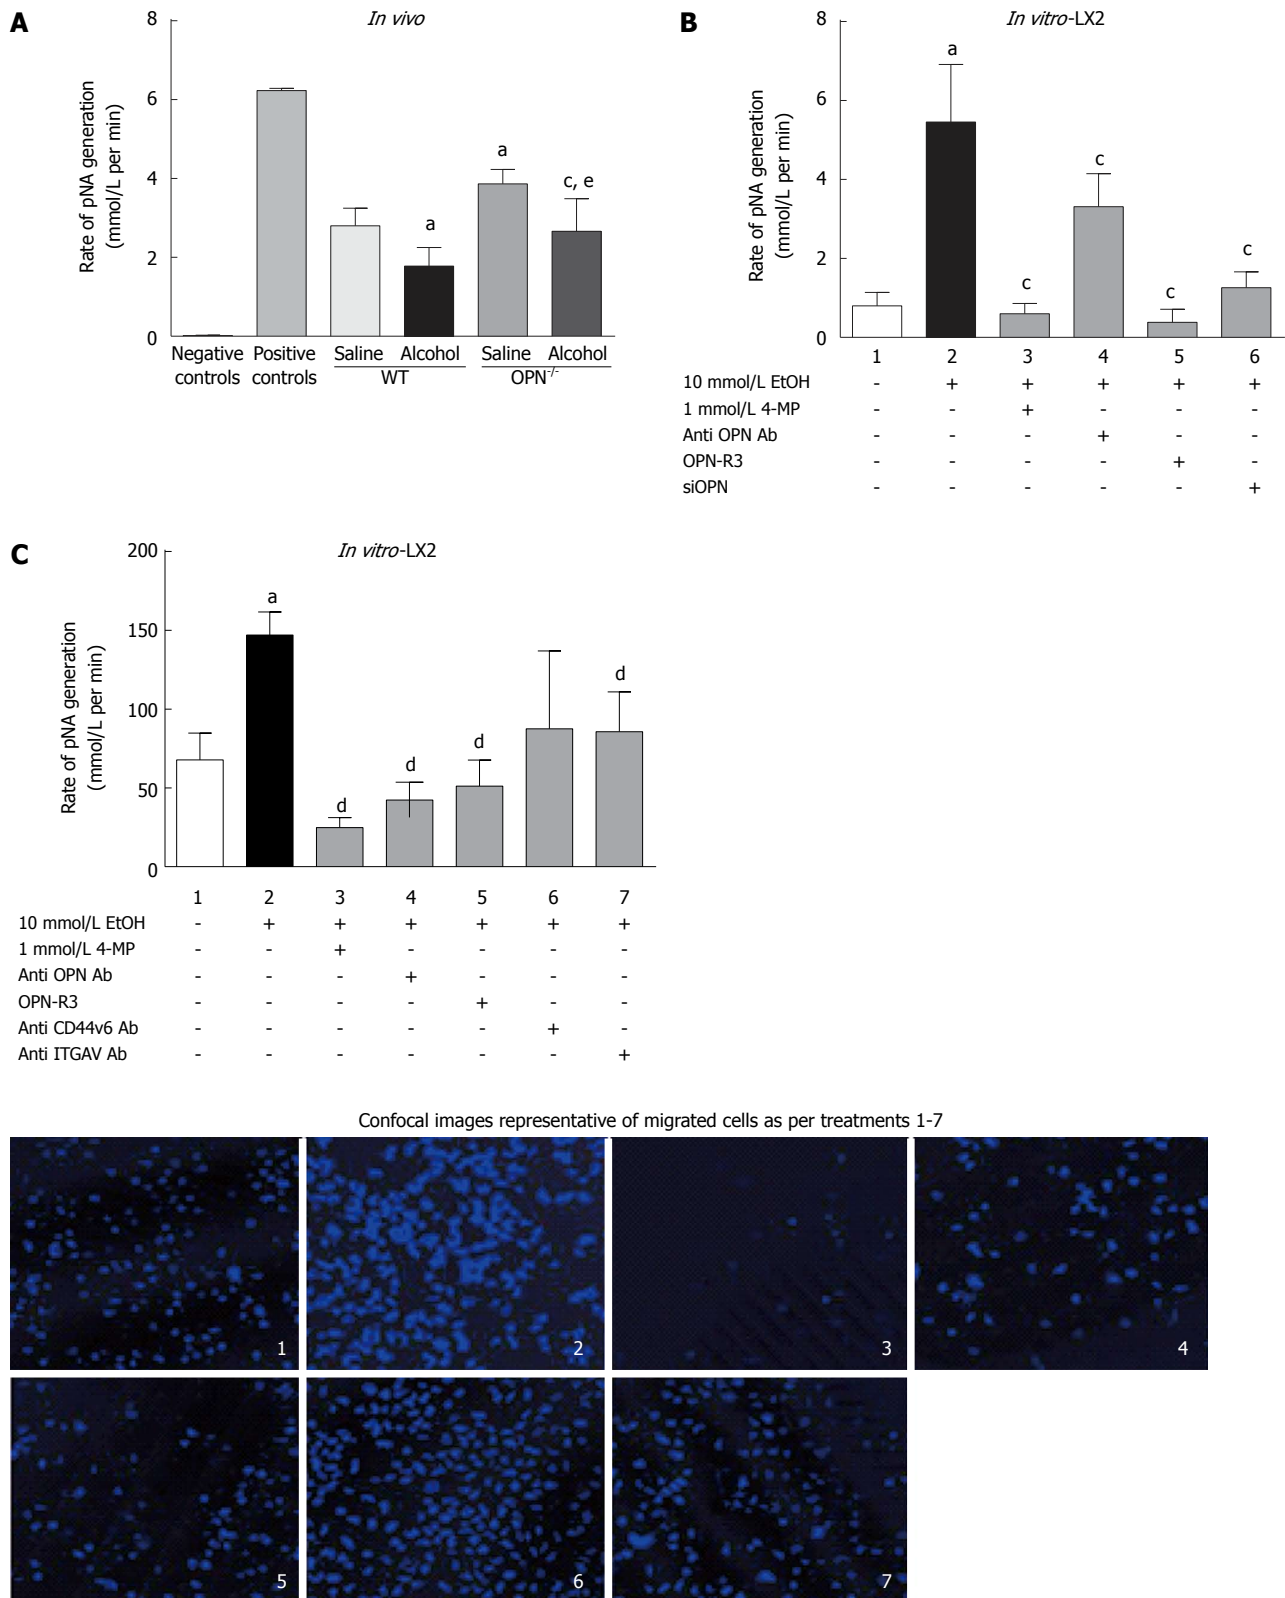 A
In vivo
8
6
4
2
0
Rate of pNA generation
(mmol/L per min)
a
a
c, e
Negative controls
Positive controls
Saline
Alcohol
Saline
Alcohol
WT
OPN-/-
B
In vitro-LX2
8
6
4
2
0
Rate of pNA generation
(mmol/L per min)
a
c
c
c
c
1 2 3 4 5 6
10 mmol/L EtOH - + + + + +
1 mmol/L 4-MP - - + - - -
Anti OPN Ab - - - + - -
OPN-R3 - - - - + -
siOPN - - - - - +
C
In vitro-LX2
200
150
100
50
0
Rate of pNA generation
(mmol/L per min)
a
d
d
d
d
1 2 3 4 5 6 7
10 mmol/L EtOH - + + + + + +
1 mmol/L 4-MP - - + - - - -
Anti OPN Ab - - - + - - -
OPN-R3 - - - - + - -
Anti CD44v6 Ab - - - - - + -
Anti ITGAV Ab - - - - - - +
Confocal images representative of migrated cells as per treatments 1-7
1
2
3
4
5
6
7